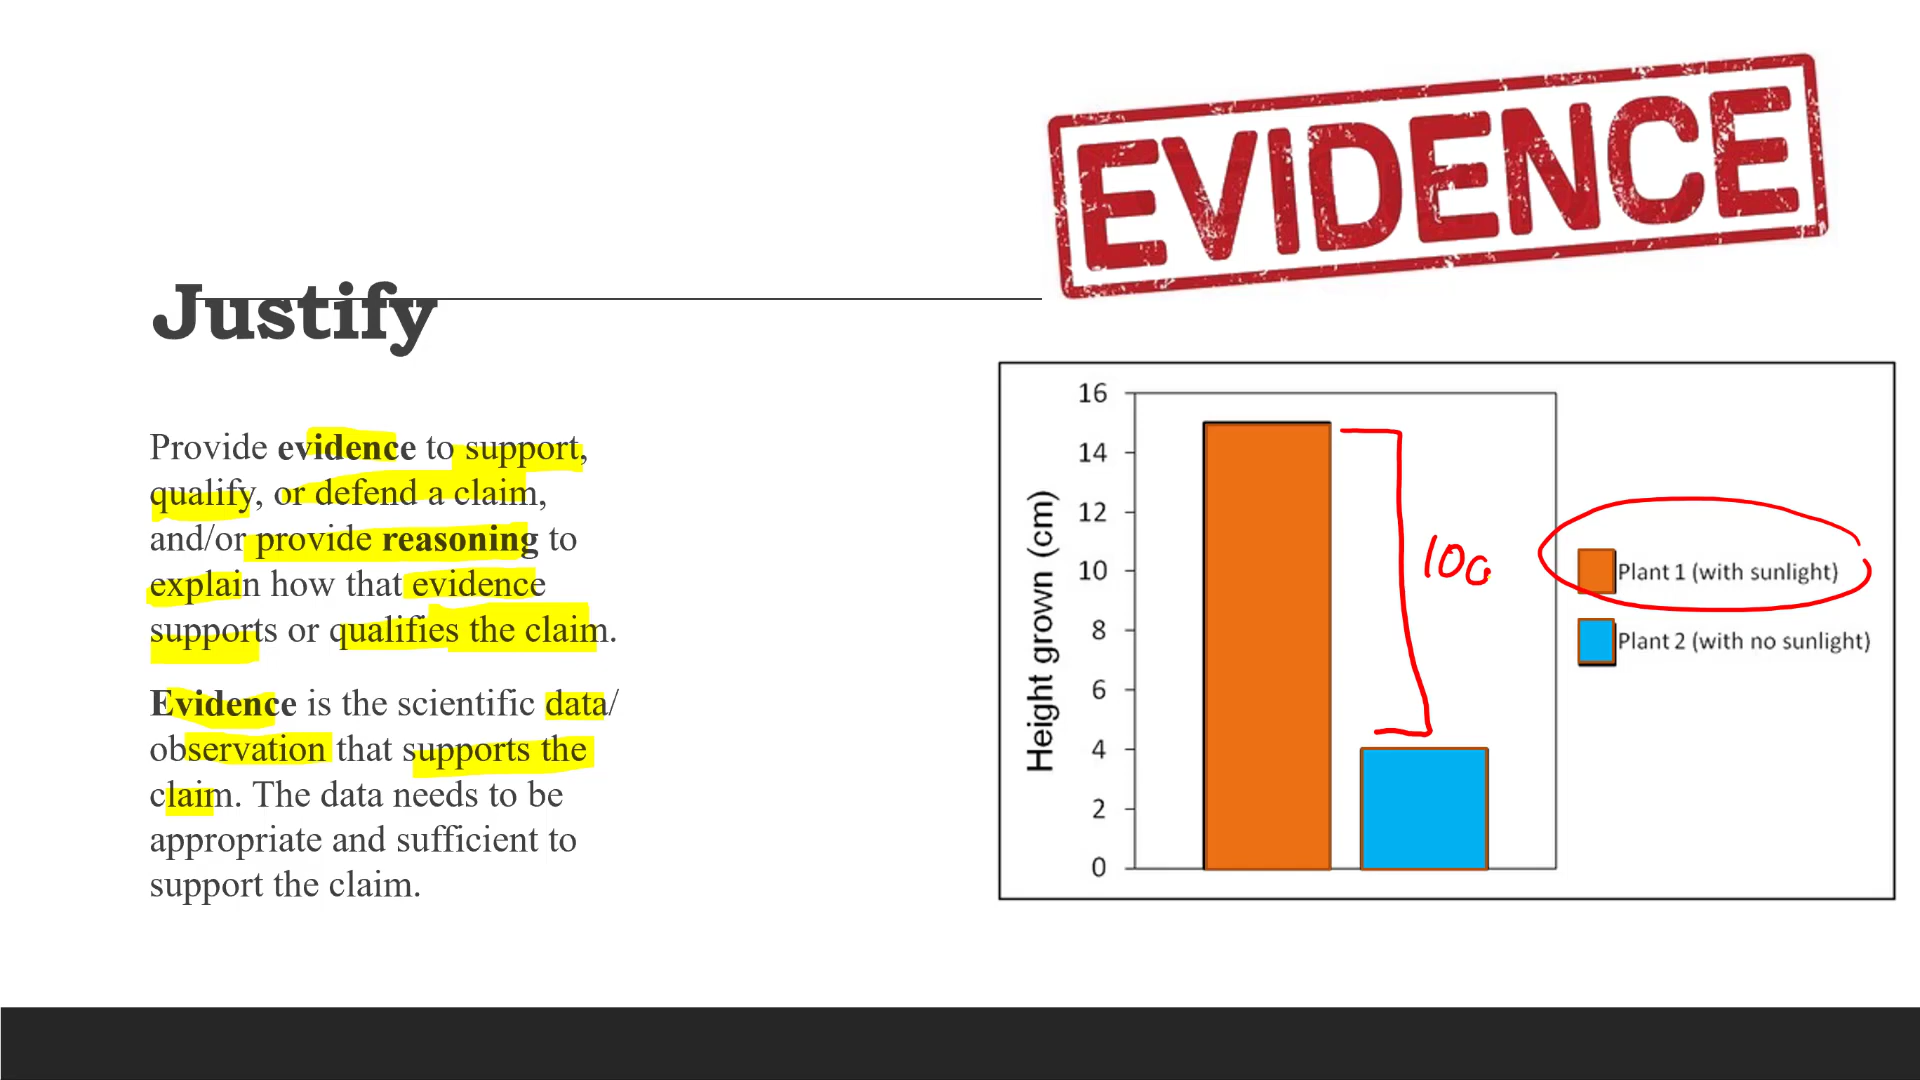 EVIDENCE
Justify
Provide evidence to support,
qualify, or defend a claim,
and/or provide reasoning to
explain how that evidence
supports or qualifies the claim.
Evidence is the scientific data/
observation that supports the
claim. The data needs to be
appropriate and sufficient to
support the claim.
Height grown (cm)
16
14
12
10
8
6
4
2
0
10c
Plant 1 (with sunlight)
Plant 2 (with no sunlight)